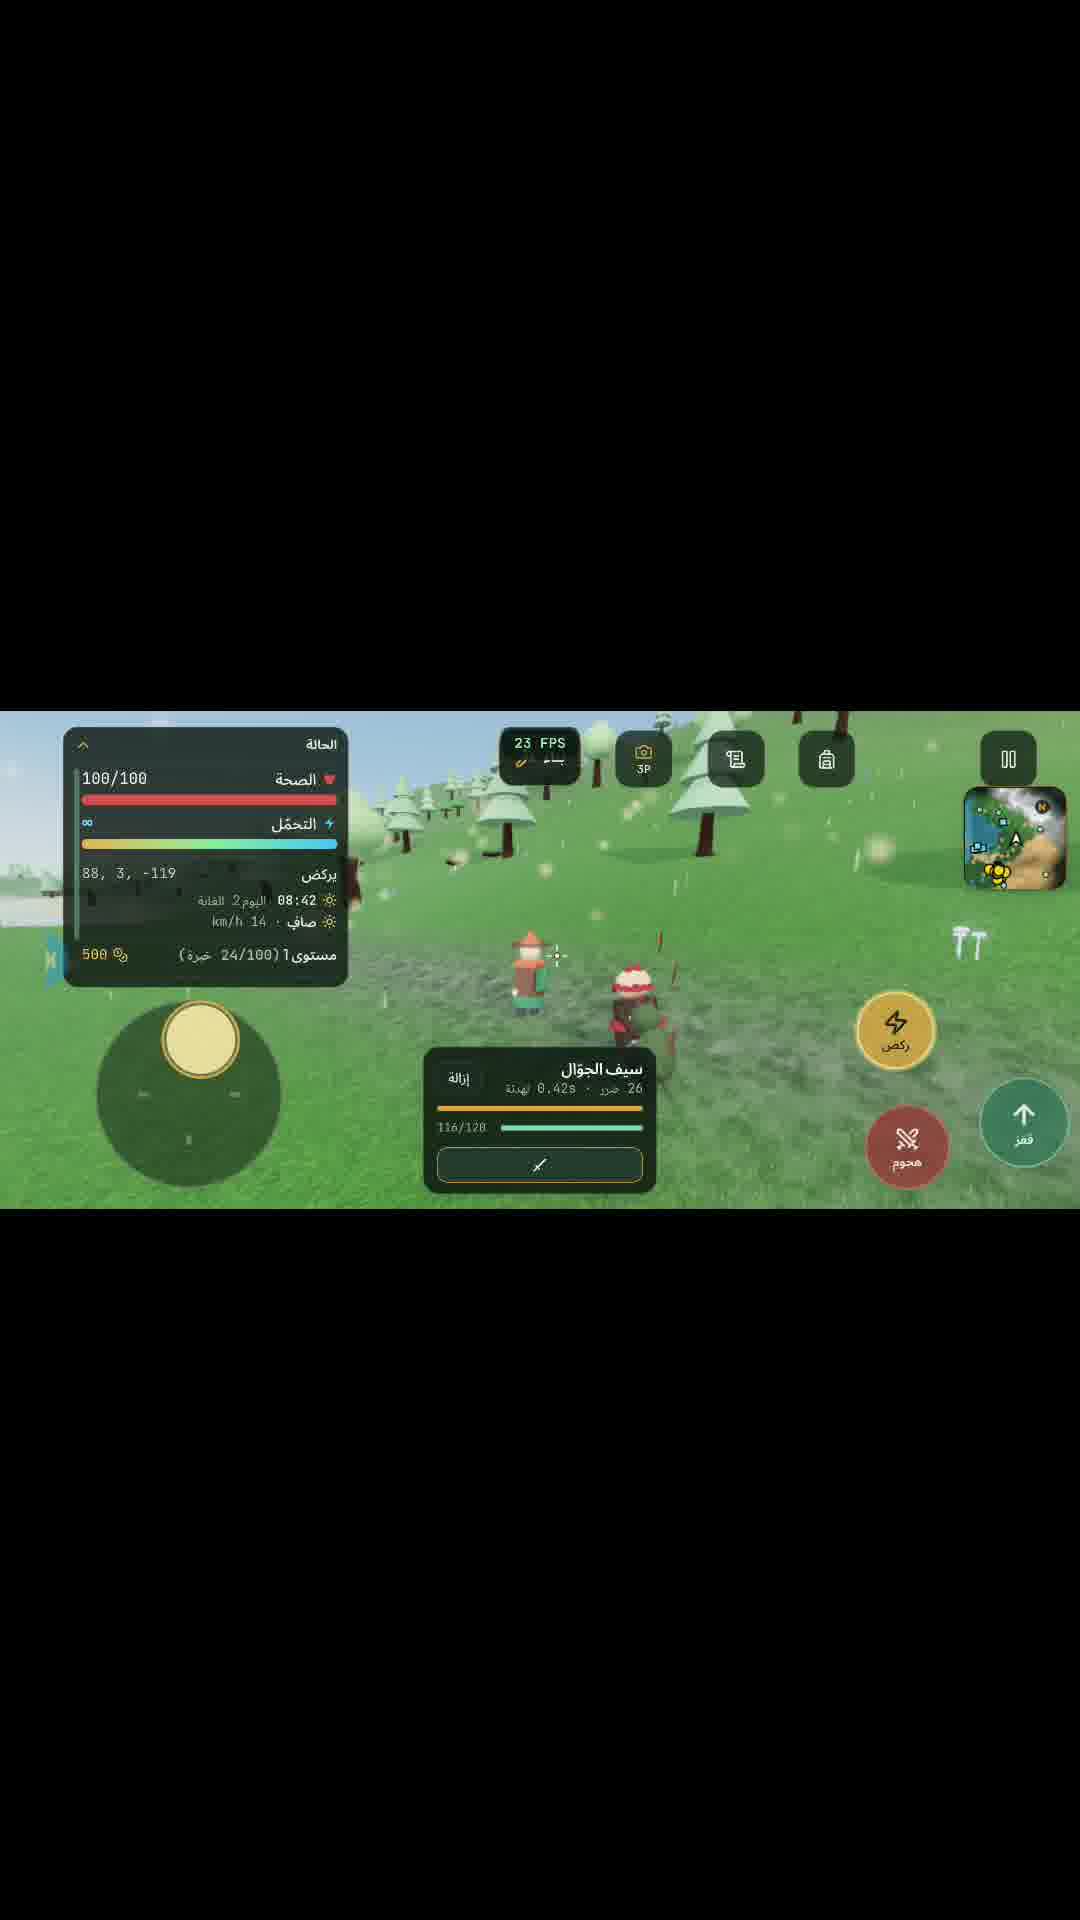 الحالة
الصحة 100/100
التحمّل ∞
يركض 88, 3, -119
08:42 اليوم 2 الغابة
صافٍ · 14 km/h
مستوى 1 (24/100 خبرة) 500
23 FPS
3P
N
ركض
قفز
هجوم
سيف الجوّال
إزالة
26 ضرر · 0.42s تهدئة
116/120